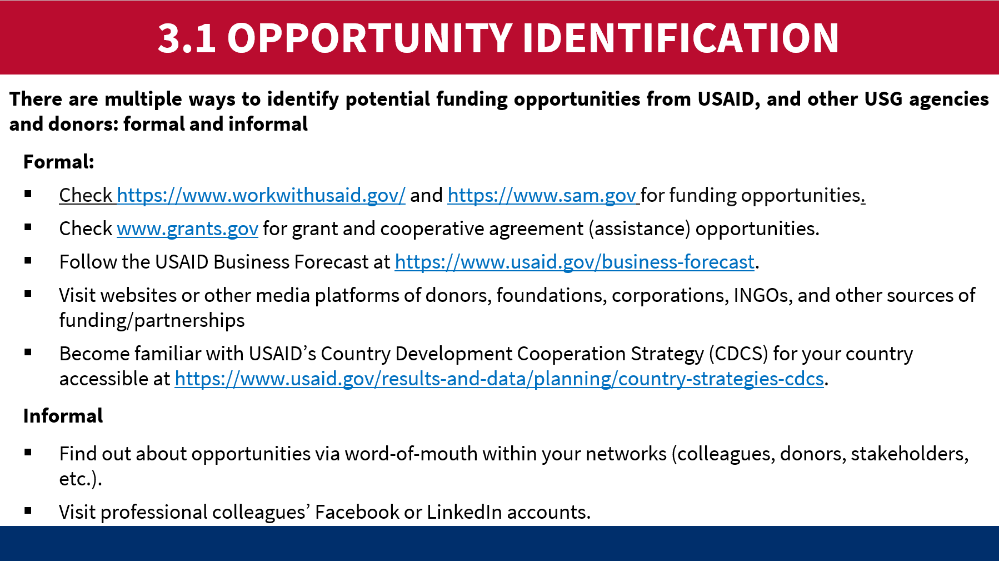 3.1 OPPORTUNITY IDENTIFICATION
There are multiple ways to identify potential funding opportunities from USAID, and other USG agencies
and donors: formal and informal
Formal:
▪ Check https://www.workwithusaid.gov/ and https://www.sam.gov for funding opportunities.
▪ Check www.grants.gov for grant and cooperative agreement (assistance) opportunities.
▪ Follow the USAID Business Forecast at https://www.usaid.gov/business-forecast.
▪ Visit websites or other media platforms of donors, foundations, corporations, INGOs, and other sources of
funding/partnerships
▪ Become familiar with USAID’s Country Development Cooperation Strategy (CDCS) for your country
accessible at https://www.usaid.gov/results-and-data/planning/country-strategies-cdcs.
Informal
▪ Find out about opportunities via word-of-mouth within your networks (colleagues, donors, stakeholders,
etc.).
▪ Visit professional colleagues’ Facebook or LinkedIn accounts.